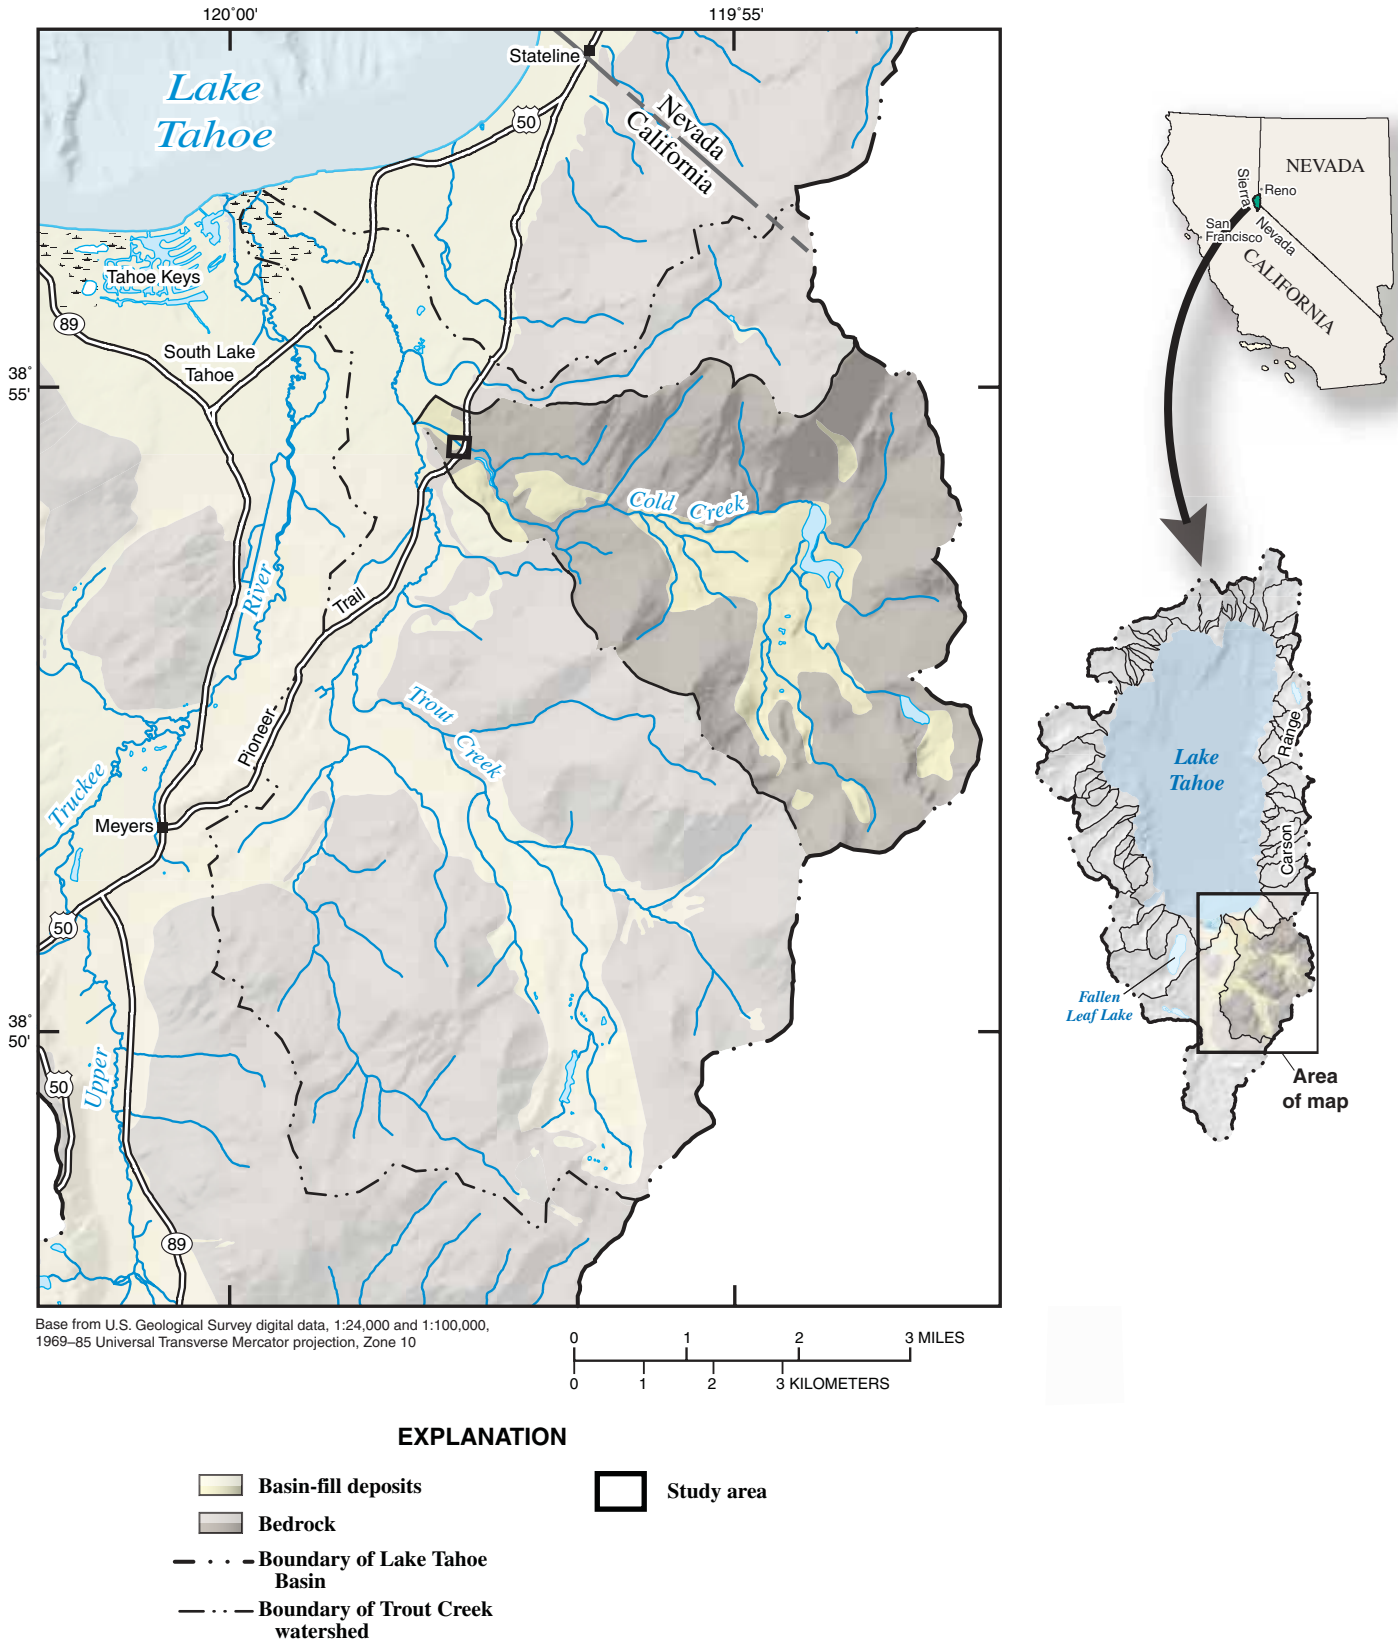 120°00'
119°55'
Stateline
Lake
Tahoe
50
Nevada
California
Tahoe Keys
89
South Lake
Tahoe
38°
55'
Cold Creek
River
Trail
Trout
Creek
Pioneer
Truckee
Meyers
50
38°
50'
50
Upper
89
NEVADA
Sierra
Reno
San
Francisco
Nevada
CALIFORNIA
Range
Lake
Tahoe
Carson
Fallen
Leaf Lake
Area
of map
Base from U.S. Geological Survey digital data, 1:24,000 and 1:100,000,
1969–85 Universal Transverse Mercator projection, Zone 10
0 1 2 3 MILES
0 1 2 3 KILOMETERS
EXPLANATION
Basin-fill deposits
Study area
Bedrock
Boundary of Lake Tahoe
Basin
Boundary of Trout Creek
watershed